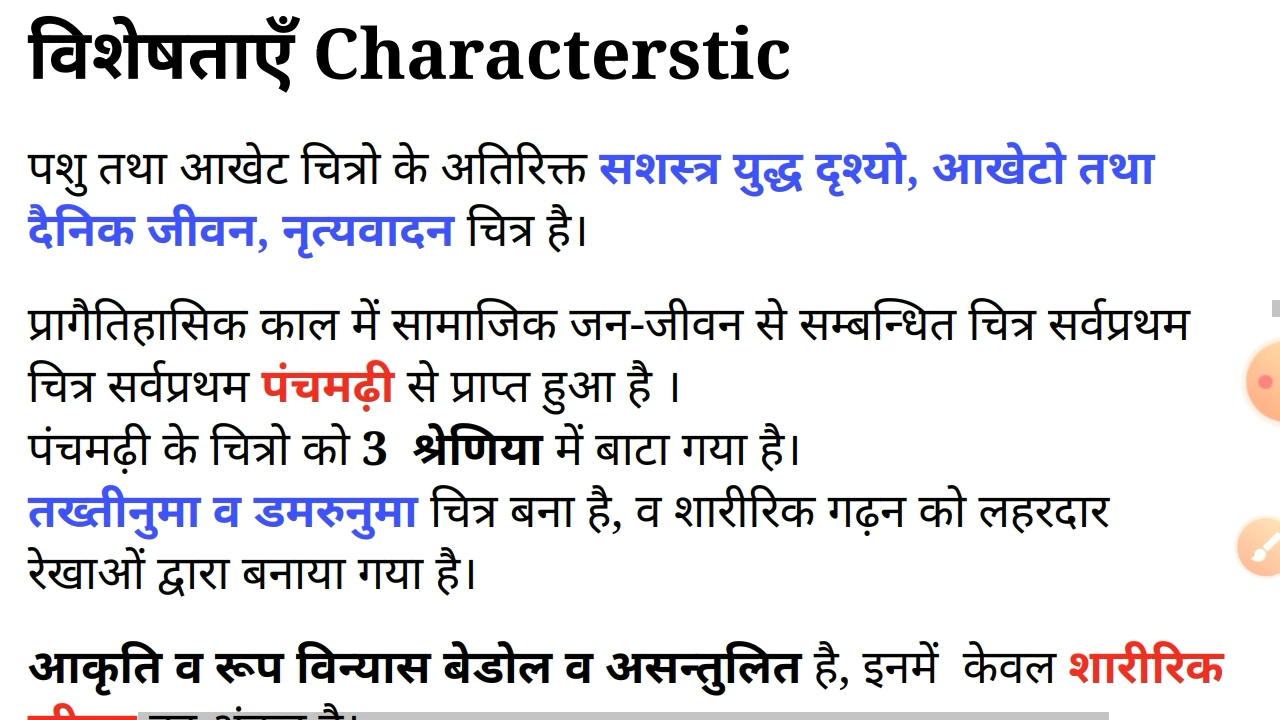 विशेषताएँ Characterstic
पशु तथा आखेट चित्रो के अतिरिक्त सशस्त्र युद्ध दृश्यो, आखेटो तथा
दैनिक जीवन, नृत्यवादन चित्र है।
प्रागैतिहासिक काल में सामाजिक जन-जीवन से सम्बन्धित चित्र सर्वप्रथम
चित्र सर्वप्रथम पंचमढ़ी से प्राप्त हुआ है ।
पंचमढ़ी के चित्रो को 3 श्रेणिया में बाटा गया है।
तख्तीनुमा व डमरुनुमा चित्र बना है, व शारीरिक गढ़न को लहरदार
रेखाओं द्वारा बनाया गया है।
आकृति व रूप विन्यास बेडोल व असन्तुलित है, इनमें केवल शारीरिक